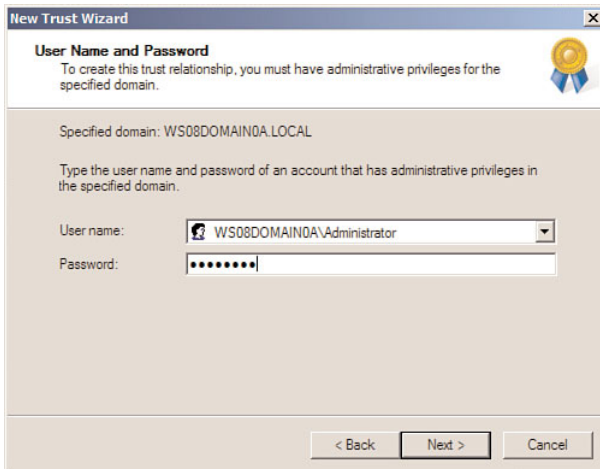 New Trust Wizard
User Name and Password
To create this trust relationship, you must have administrative privileges for the
specified domain.
Specified domain: WS08DOMAIN0A.LOCAL
Type the user name and password of an account that has administrative privileges in
the specified domain.
User name: WS08DOMAIN0A\Administrator
Password: ••••••••
< Back Next > Cancel